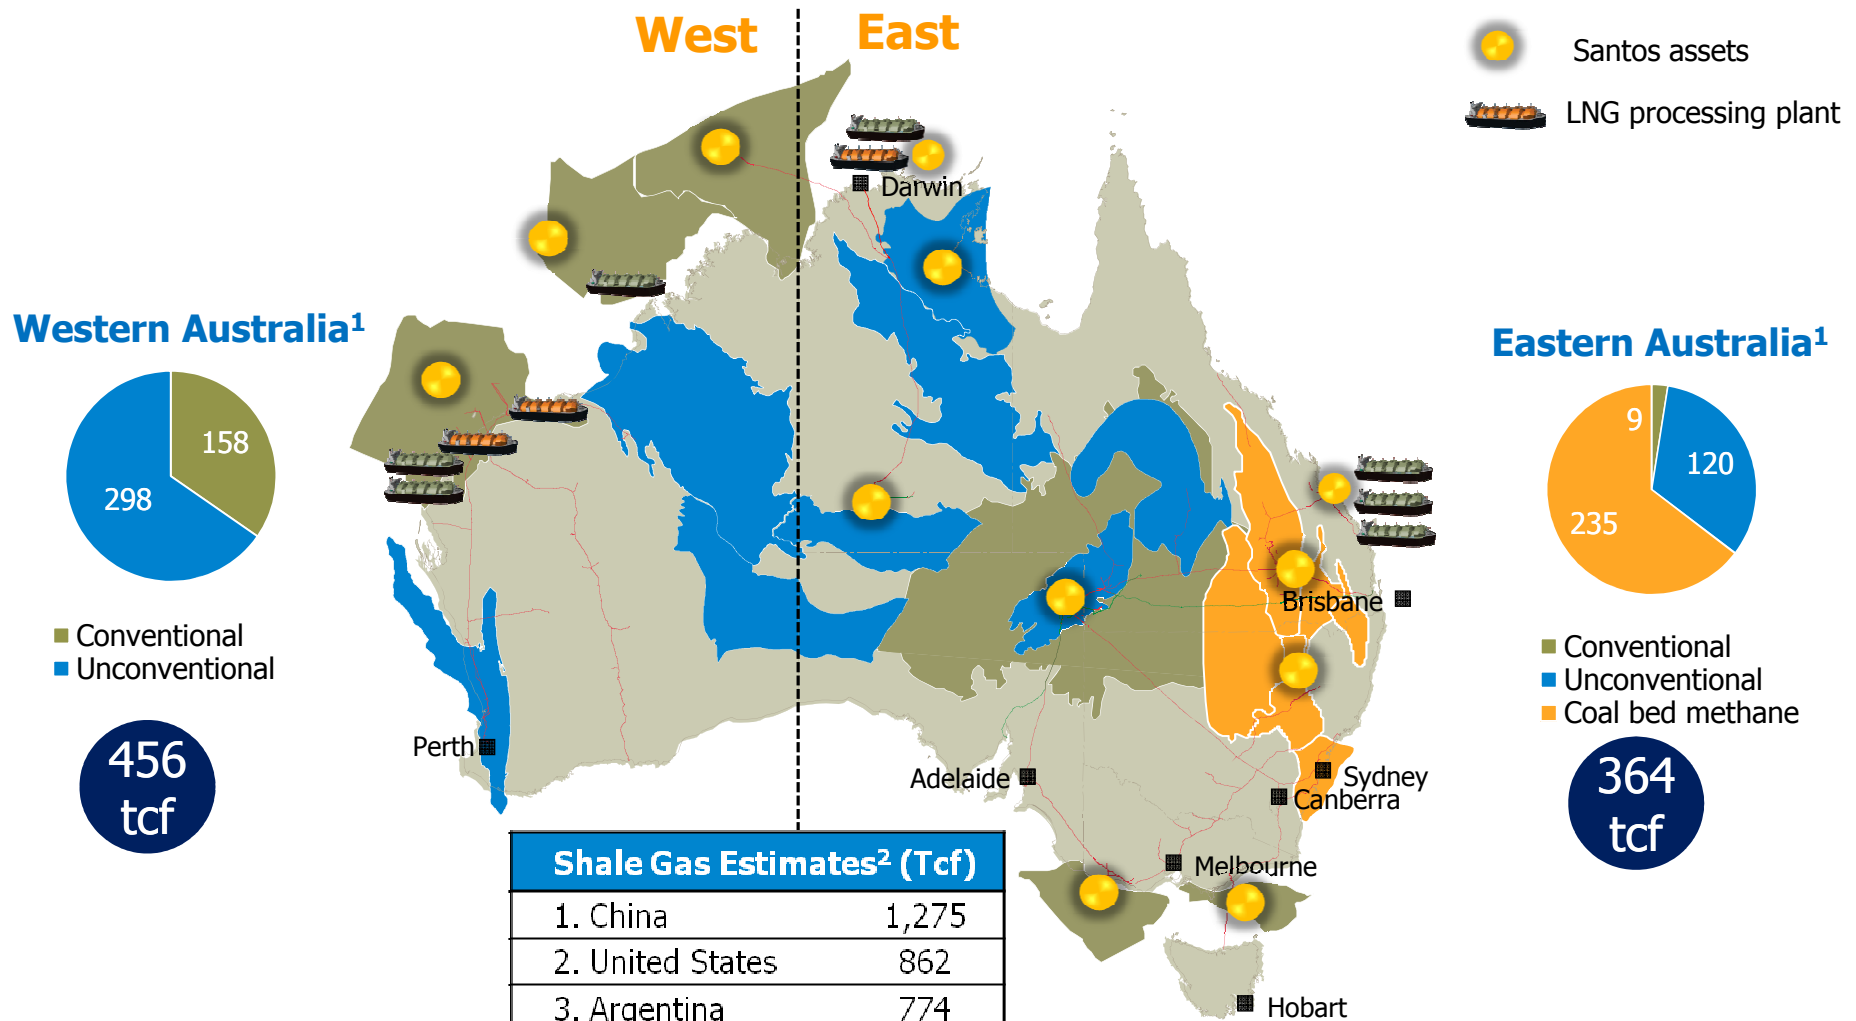 West
East
Santos assets
LNG processing plant
Darwin
Western Australia¹
158
298
Conventional
Unconventional
456
tcf
Eastern Australia¹
9
120
235
Conventional
Unconventional
Coal bed methane
364
tcf
Brisbane
Perth
Adelaide
Sydney
Canberra
Melbourne
Hobart
Shale Gas Estimates² (Tcf)
1. China 1,275
2. United States 862
3. Argentina 774